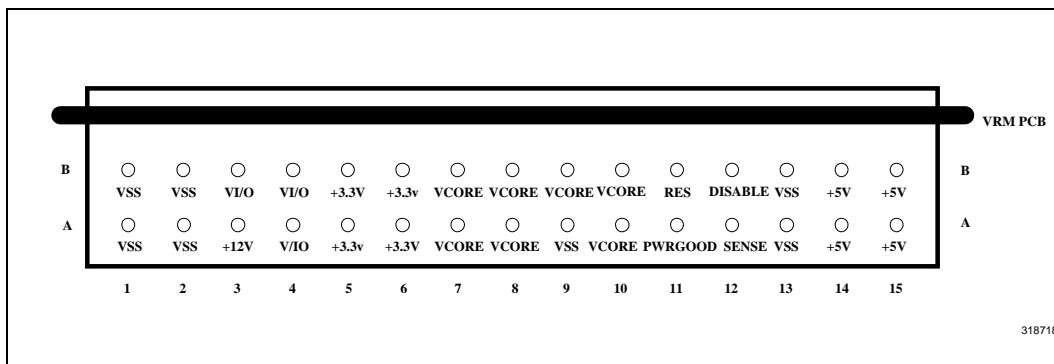 VRM PCB
B B
VSS VSS VI/O VI/O +3.3V +3.3v VCORE VCORE VCORE VCORE RES DISABLE VSS +5V +5V
A A
VSS VSS +12V V/IO +3.3v +3.3V VCORE VCORE VSS VCORE PWRGOOD SENSE VSS +5V +5V
1 2 3 4 5 6 7 8 9 10 11 12 13 14 15
318718